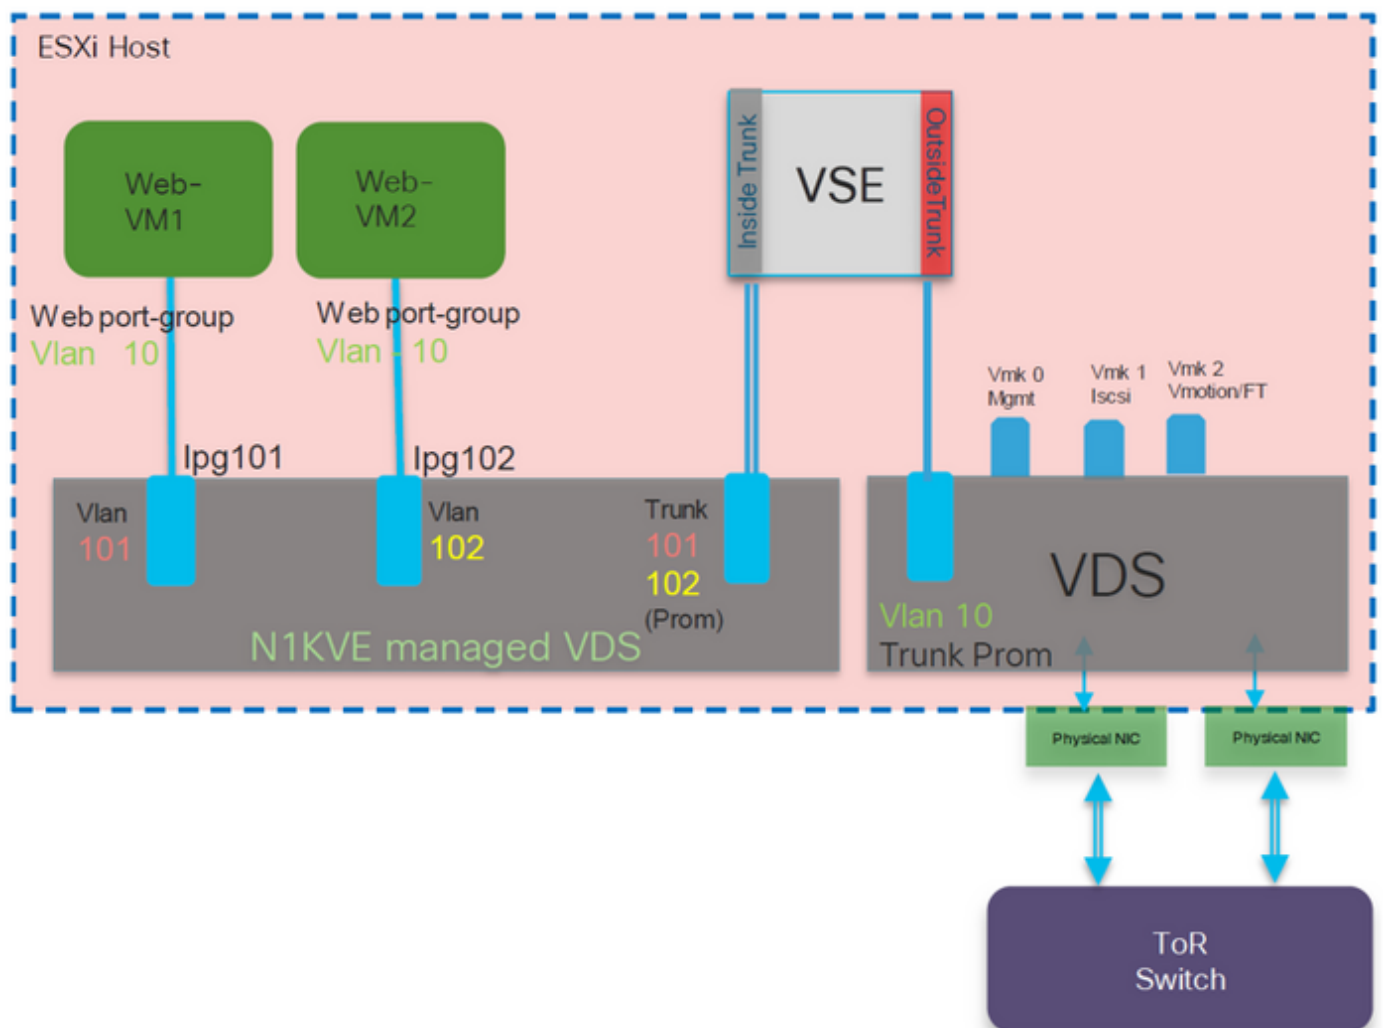 ESXi Host
Web-
VM1
Web-
VM2
Inside Trunk
VSE
OutsideTrunk
Web port-group
Vlan 10
Web port-group
Vlan - 10
Vmk 0
Mgmt
Vmk 1
Iscsi
Vmk 2
Vmotion/FT
lpg101
lpg102
Vlan
101
Vlan
102
Trunk
101
102
(Prom)
N1KVE managed VDS
VDS
Vlan 10
Trunk Prom
Physical NIC
Physical NIC
ToR
Switch